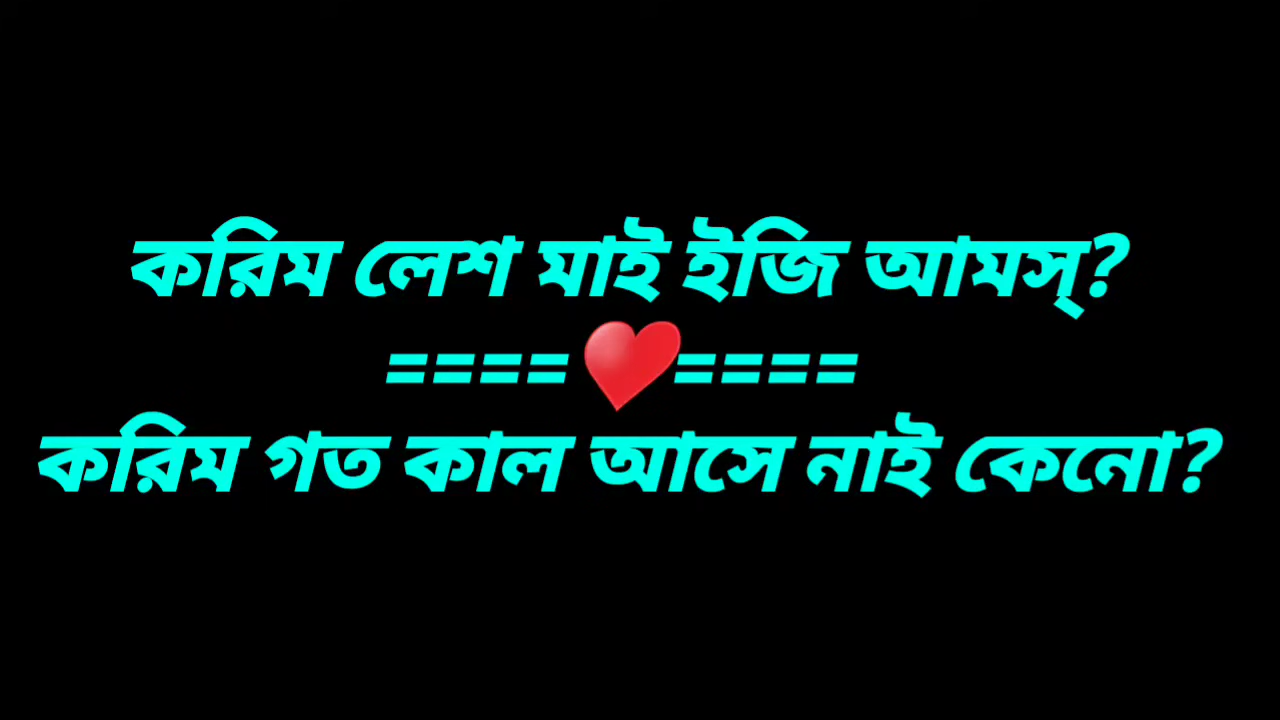 করিম লেশ মাই ইজি আমস্?
====♥️====
করিম গত কাল আসে নাই কেনো?